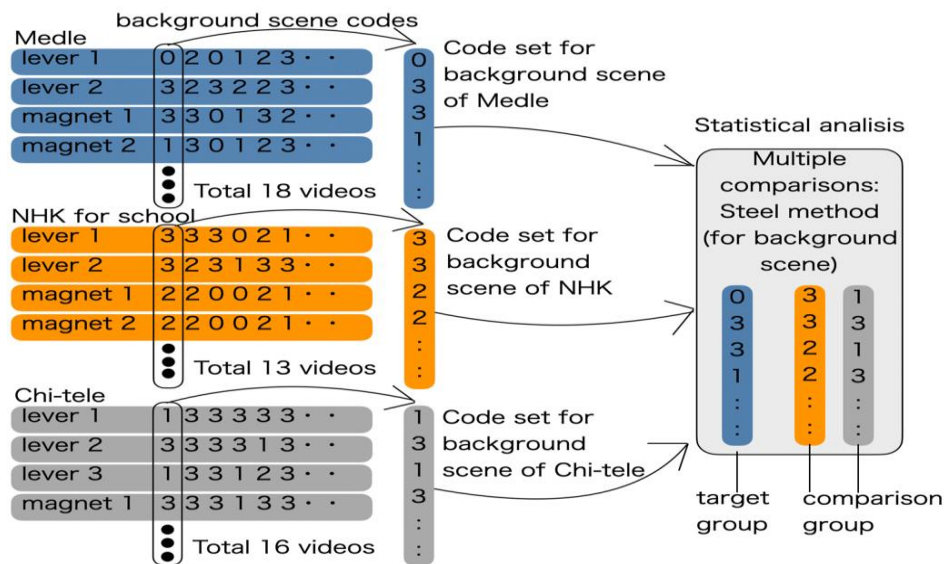 background scene codes
Medle
lever 1 0 2 0 1 2 3 · ·
lever 2 3 2 3 2 2 3 · ·
magnet 1 3 3 0 1 3 2 · ·
magnet 2 1 3 0 1 2 3 · ·
Total 18 videos
0
3
3
1
:
:
Code set for
background scene
of Medle
NHK for school
lever 1 3 3 3 0 2 1 · ·
lever 2 3 2 3 1 3 3 · ·
magnet 1 2 2 0 0 2 1 · ·
magnet 2 2 2 0 0 2 1 · ·
Total 13 videos
3
3
2
2
:
:
Code set for
background
scene of NHK
Chi-tele
lever 1 1 3 3 3 3 3 · ·
lever 2 3 3 3 3 1 3 · ·
lever 3 1 3 3 1 2 3 · ·
magnet 1 3 3 3 1 3 3 · ·
Total 16 videos
1
3
1
3
:
:
Code set for
background
scene of Chi-tele
Statistical analisis
Multiple
comparisons:
Steel method
(for background
scene)
0 3 1
3 3 3
3 2 1
1 2 3
: : :
: : :
target
group
comparison
group